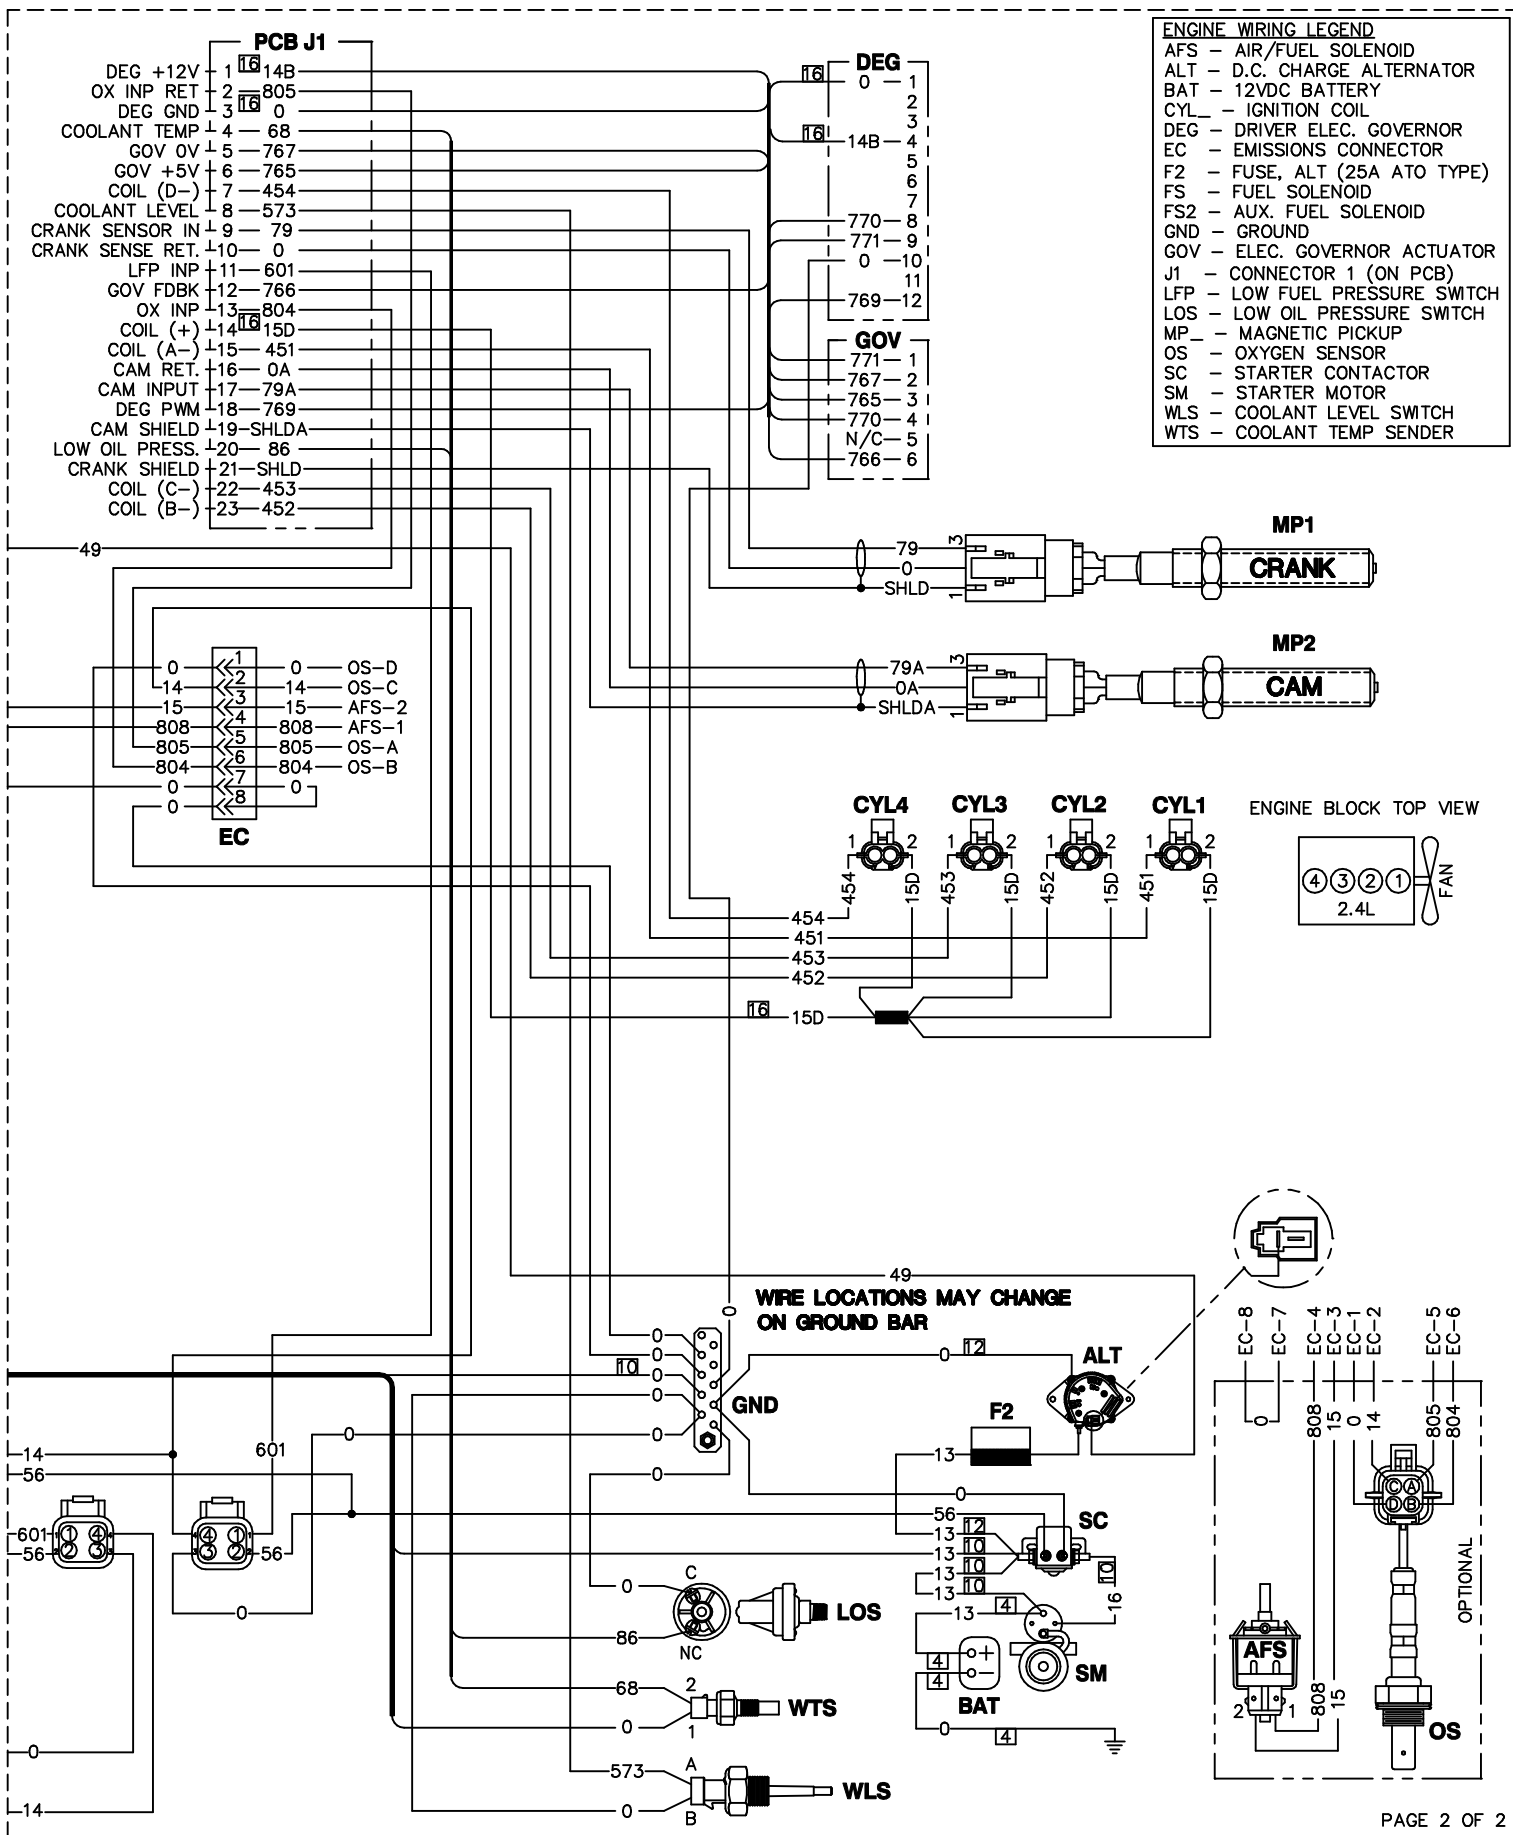 PCB J1
DEG +12V 1 16 14B
OX INP RET 2 805
DEG GND 3 16 0
COOLANT TEMP 4 68
GOV 0V 5 767
GOV +5V 6 765
COIL (D-) 7 454
COOLANT LEVEL 8 573
CRANK SENSOR IN 9 79
CRANK SENSE RET. 10 0
LFP INP 11 601
GOV FDBK 12 766
OX INP 13 804
COIL (+) 14 16 15D
COIL (A-) 15 451
CAM RET. 16 0A
CAM INPUT 17 79A
DEG PWM 18 769
CAM SHIELD 19 SHLDA
LOW OIL PRESS. 20 86
CRANK SHIELD 21 SHLD
COIL (C-) 22 453
COIL (B-) 23 452
DEG
16 0 1
2
3
16 14B 4
5
6
7
770 8
771 9
0 10
11
769 12
GOV
771 1
767 2
765 3
770 4
N/C 5
766 6
ENGINE WIRING LEGEND
AFS – AIR/FUEL SOLENOID
ALT – D.C. CHARGE ALTERNATOR
BAT – 12VDC BATTERY
CYL_ – IGNITION COIL
DEG – DRIVER ELEC. GOVERNOR
EC – EMISSIONS CONNECTOR
F2 – FUSE, ALT (25A ATO TYPE)
FS – FUEL SOLENOID
FS2 – AUX. FUEL SOLENOID
GND – GROUND
GOV – ELEC. GOVERNOR ACTUATOR
J1 – CONNECTOR 1 (ON PCB)
LFP – LOW FUEL PRESSURE SWITCH
LOS – LOW OIL PRESSURE SWITCH
MP_ – MAGNETIC PICKUP
OS – OXYGEN SENSOR
SC – STARTER CONTACTOR
SM – STARTER MOTOR
WLS – COOLANT LEVEL SWITCH
WTS – COOLANT TEMP SENDER
49
MP1
79 3
0
SHLD 1
CRANK
MP2
79A 3
0A
SHLDA 1
CAM
0 1 0 OS-D
14 2 14 OS-C
15 3 15 AFS-2
808 4 808 AFS-1
805 5 805 OS-A
804 6 804 OS-B
0 7 0
0 8
EC
CYL4 CYL3 CYL2 CYL1
1 2 1 2 1 2 1 2
454 15D 453 15D 452 15D 451 15D
454
451
453
452
16 15D
ENGINE BLOCK TOP VIEW
4 3 2 1
2.4L
FAN
49
WIRE LOCATIONS MAY CHANGE
ON GROUND BAR
0
0
0
10
0
0
0
0
GND
0 12
ALT
F2
13
0
56
13 12
13 10
13 10
13 10
SC
10
16
13 4
4
4
+
−
BAT
SM
0 4
14
56
601
601
56
1 4
2 3
1 4
2 3
4 1
3 2
4 1
3 2
56
0
0
0
14
0 C
86 NC
LOS
68 2
0 1
WTS
573 A
0 B
WLS
EC-8
EC-7
EC-4
EC-3
EC-1
EC-2
EC-5
EC-6
0
808
15
0
14
805
804
C A
D B
OPTIONAL
AFS
2 1
808
15
OS
PAGE 2 OF 2